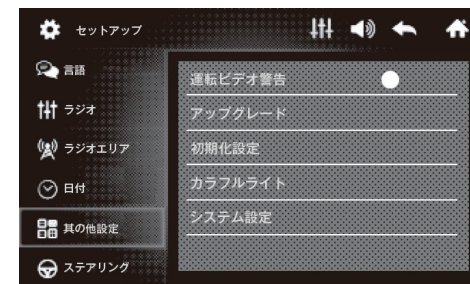 セットアップ
言語
ラジオ
ラジオエリア
日付
其の他設定
ステアリング
運転ビデオ警告
アップグレード
初期化設定
カラフルライト
システム設定